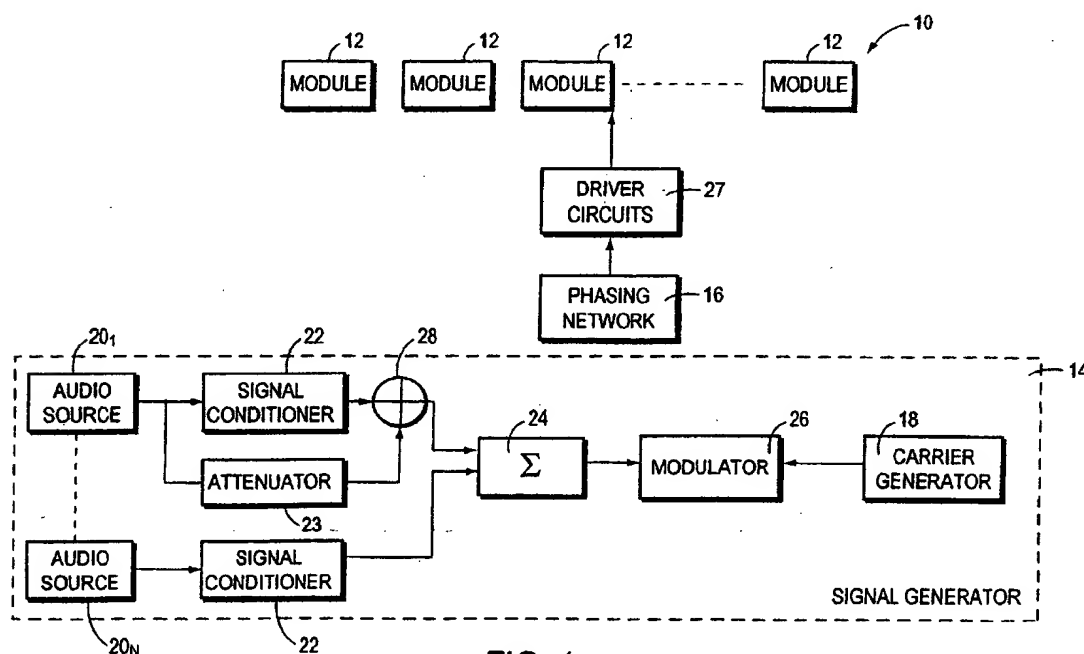 12 12 12 12 10
MODULE MODULE MODULE MODULE
DRIVER
CIRCUITS
27
PHASING
NETWORK
16
20₁ 22 28 14
AUDIO
SOURCE
SIGNAL
CONDITIONER
24 26 18
Σ
MODULATOR
CARRIER
GENERATOR
ATTENUATOR
23
AUDIO
SOURCE
SIGNAL
CONDITIONER
SIGNAL GENERATOR
20N 22